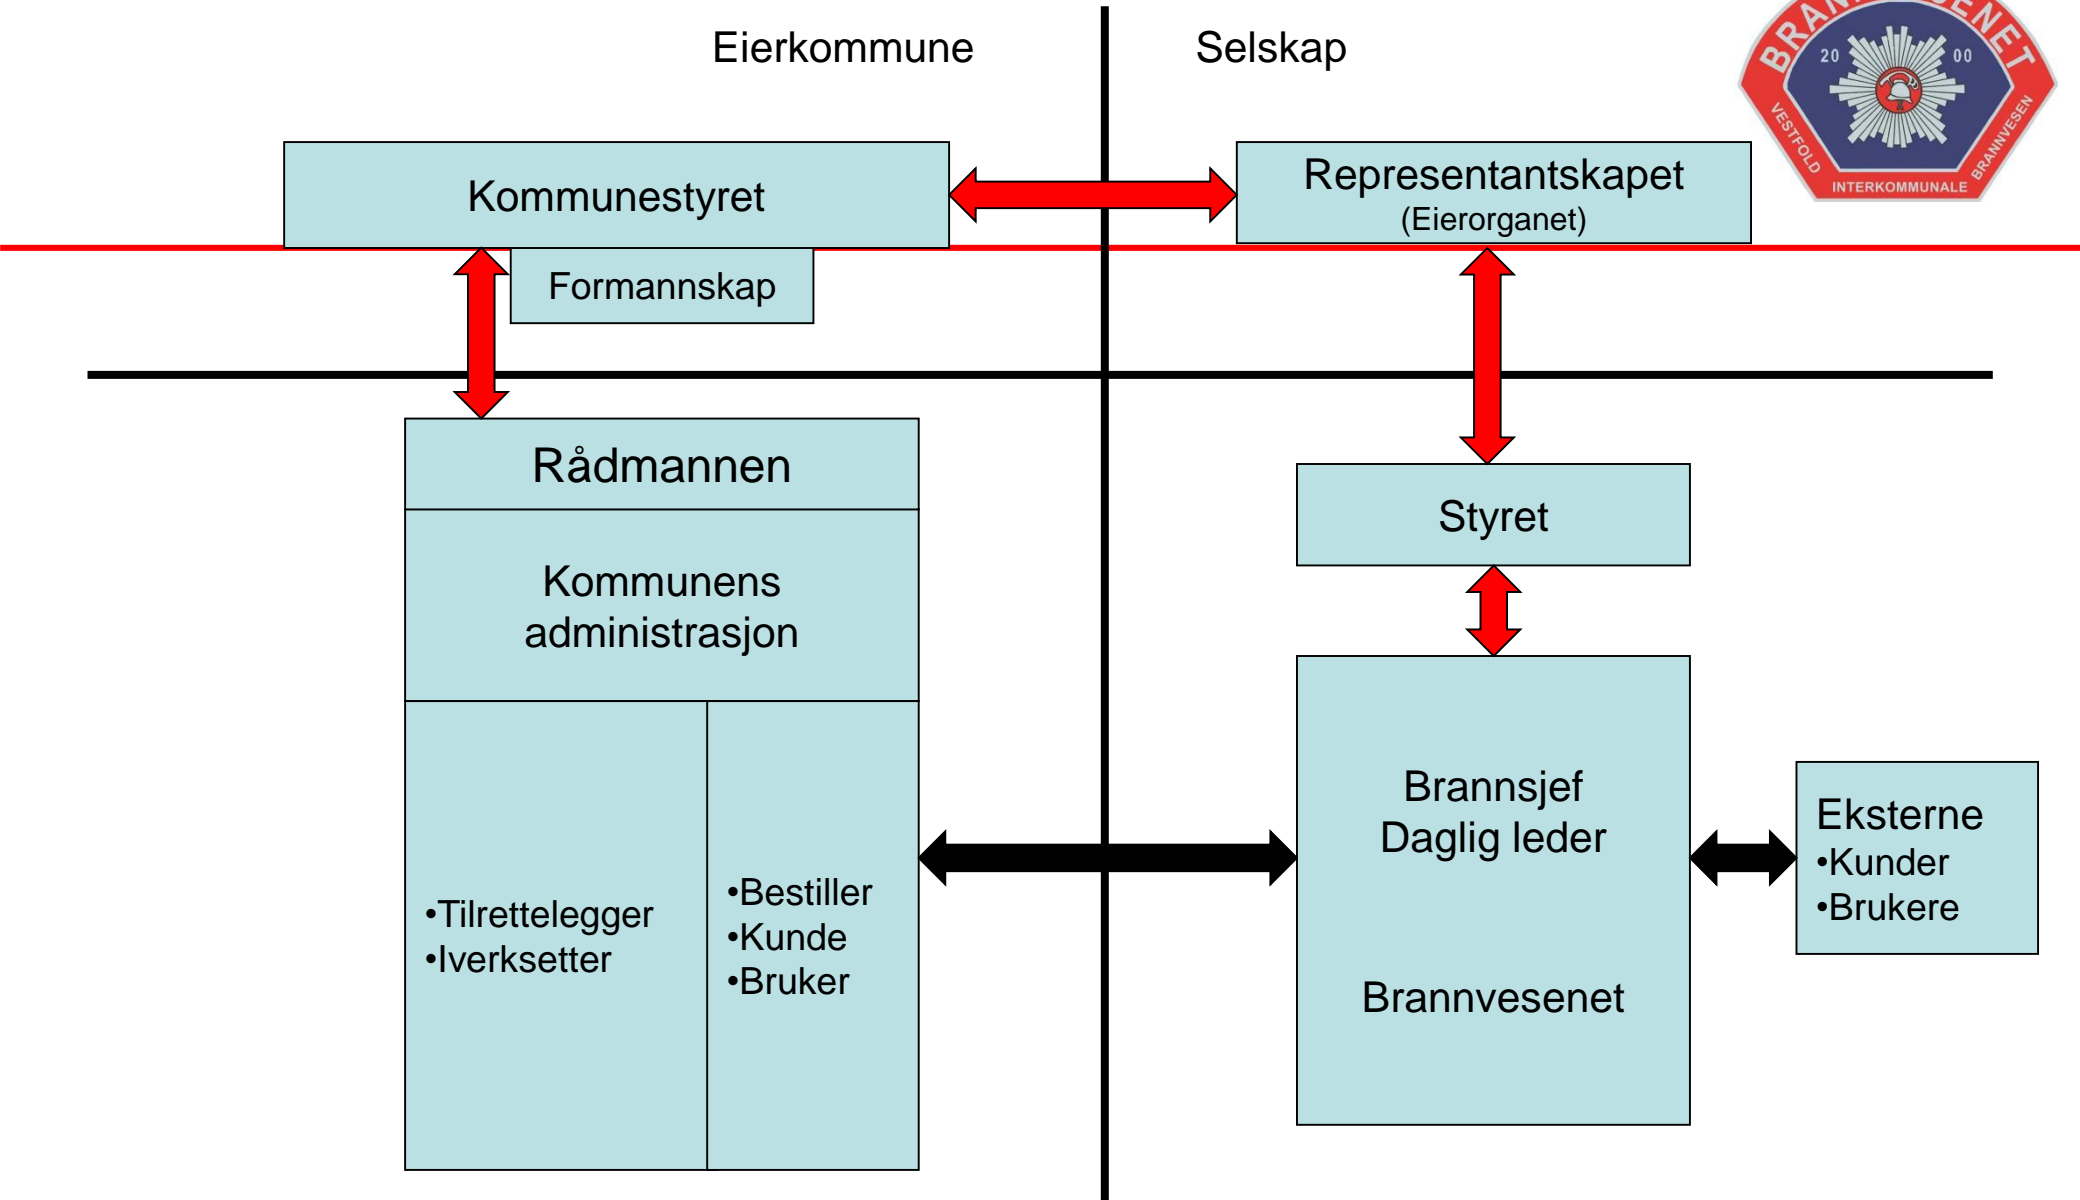 Eierkommune
Selskap
20 00
VESTFOLD
INTERKOMMUNALE
BRANNVESEN
Kommunestyret
Representantskapet
(Eierorganet)
Formannskap
Rådmannen
Kommunens
administrasjon
•Tilrettelegger
•Iverksetter
•Bestiller
•Kunde
•Bruker
Styret
Brannsjef
Daglig leder
Brannvesenet
Eksterne
•Kunder
•Brukere